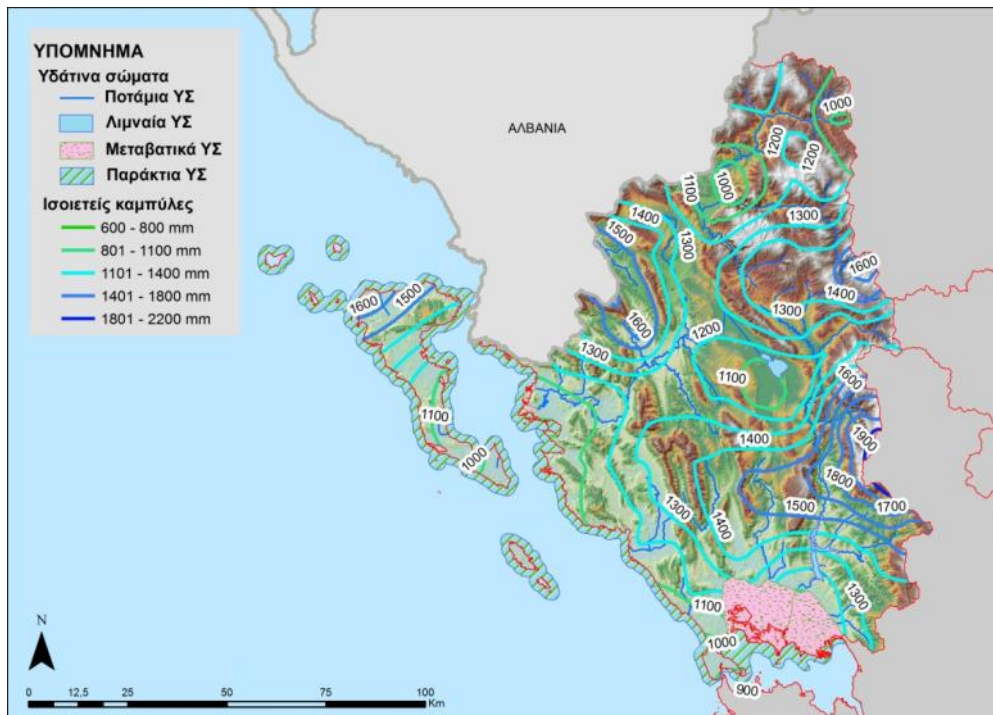 ΥΠΟΜΝΗΜΑ
Υδάτινα σώματα
Ποτάμια ΥΣ
Λιμναία ΥΣ
Μεταβατικά ΥΣ
Παράκτια ΥΣ
Ισοιετείς καμπύλες
600 - 800 mm
801 - 1100 mm
1101 - 1400 mm
1401 - 1800 mm
1801 - 2200 mm
ΑΛΒΑΝΙΑ
1000
1200
1200
1100
1000
1400
1300
1300
1500
1600
1400
1600
1500
1600
1300
1200
1300
1600
1100
1100
1400
1900
1000
1800
1700
1500
1300
1400
1300
1100
1000
900
N
0 12,5 25 50 75 100
Km